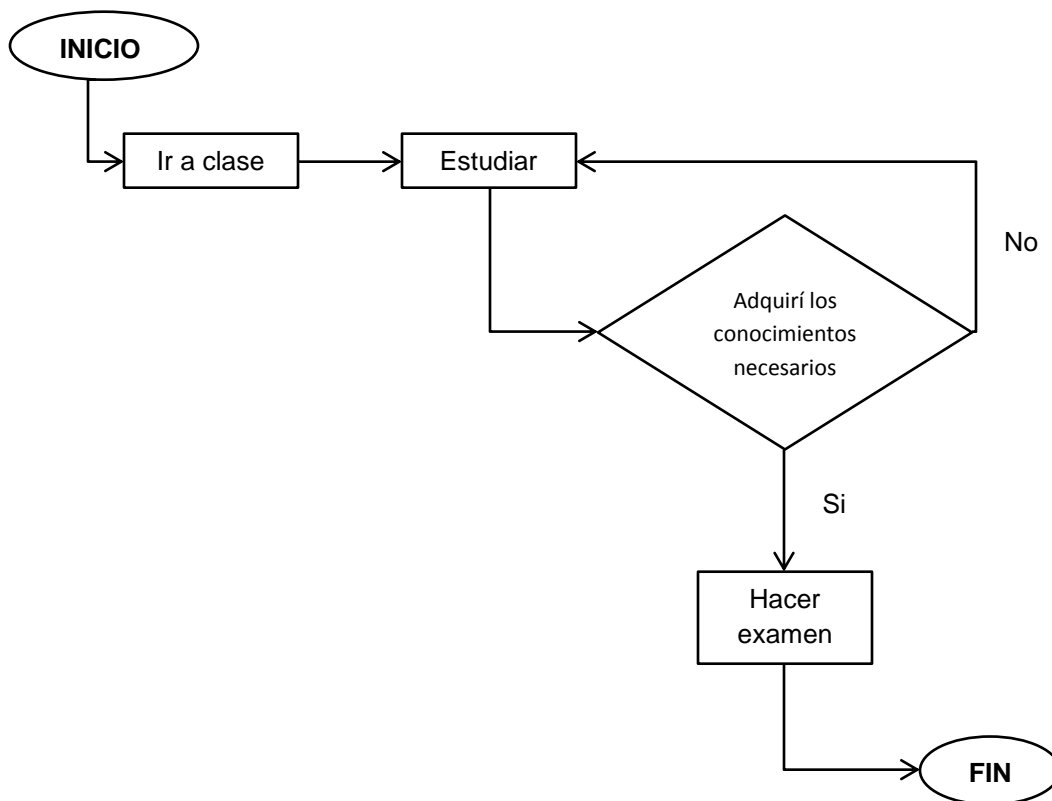 INICIO
Ir a clase
Estudiar
No
Adquirí los
conocimientos
necesarios
Si
Hacer
examen
FIN